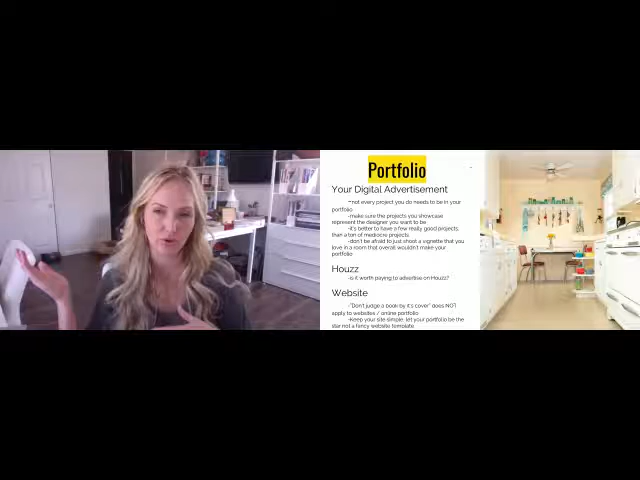 Portfolio
Your Digital Advertisement
-not every project you do needs to be in your
portfolio
-make sure the projects you showcase
represent the designer you want to be
-it's better to have a few really good projects,
than a ton of mediocre projects
-don't be afraid to just shoot a vignette that you
love in a room that overall wouldn't make your
portfolio
Houzz
-is it worth paying to advertise on Houzz?
Website
-"Don't judge a book by it's cover" does NOT
apply to websites / online portfolio
-Keep your site simple, let your portfolio be the
star not a fancy website template